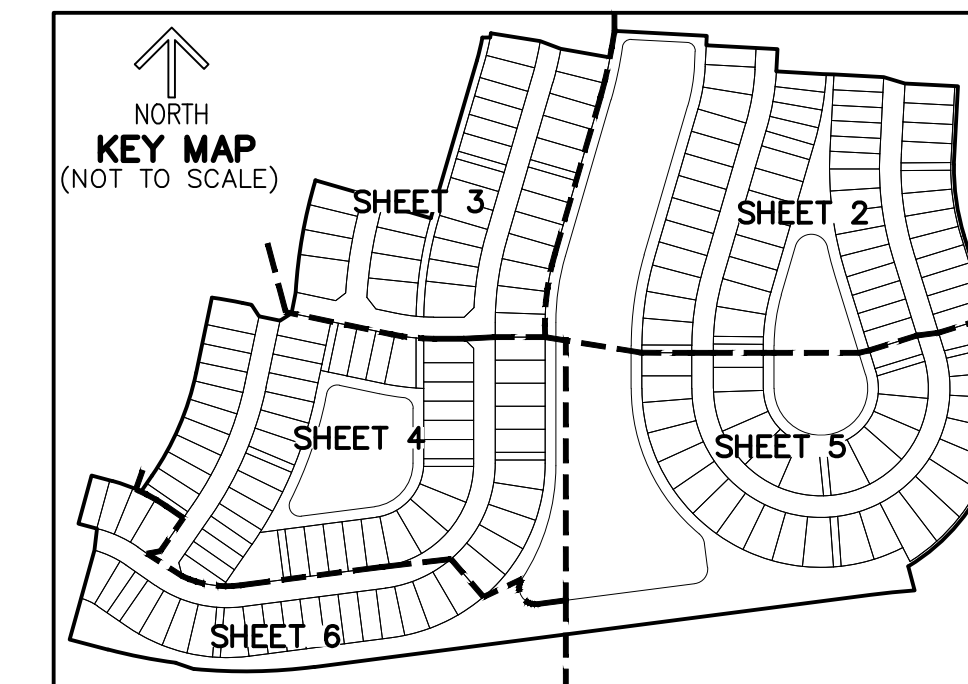 NORTH
KEY MAP
(NOT TO SCALE)
SHEET 3
SHEET 2
SHEET 4
SHEET 5
SHEET 6